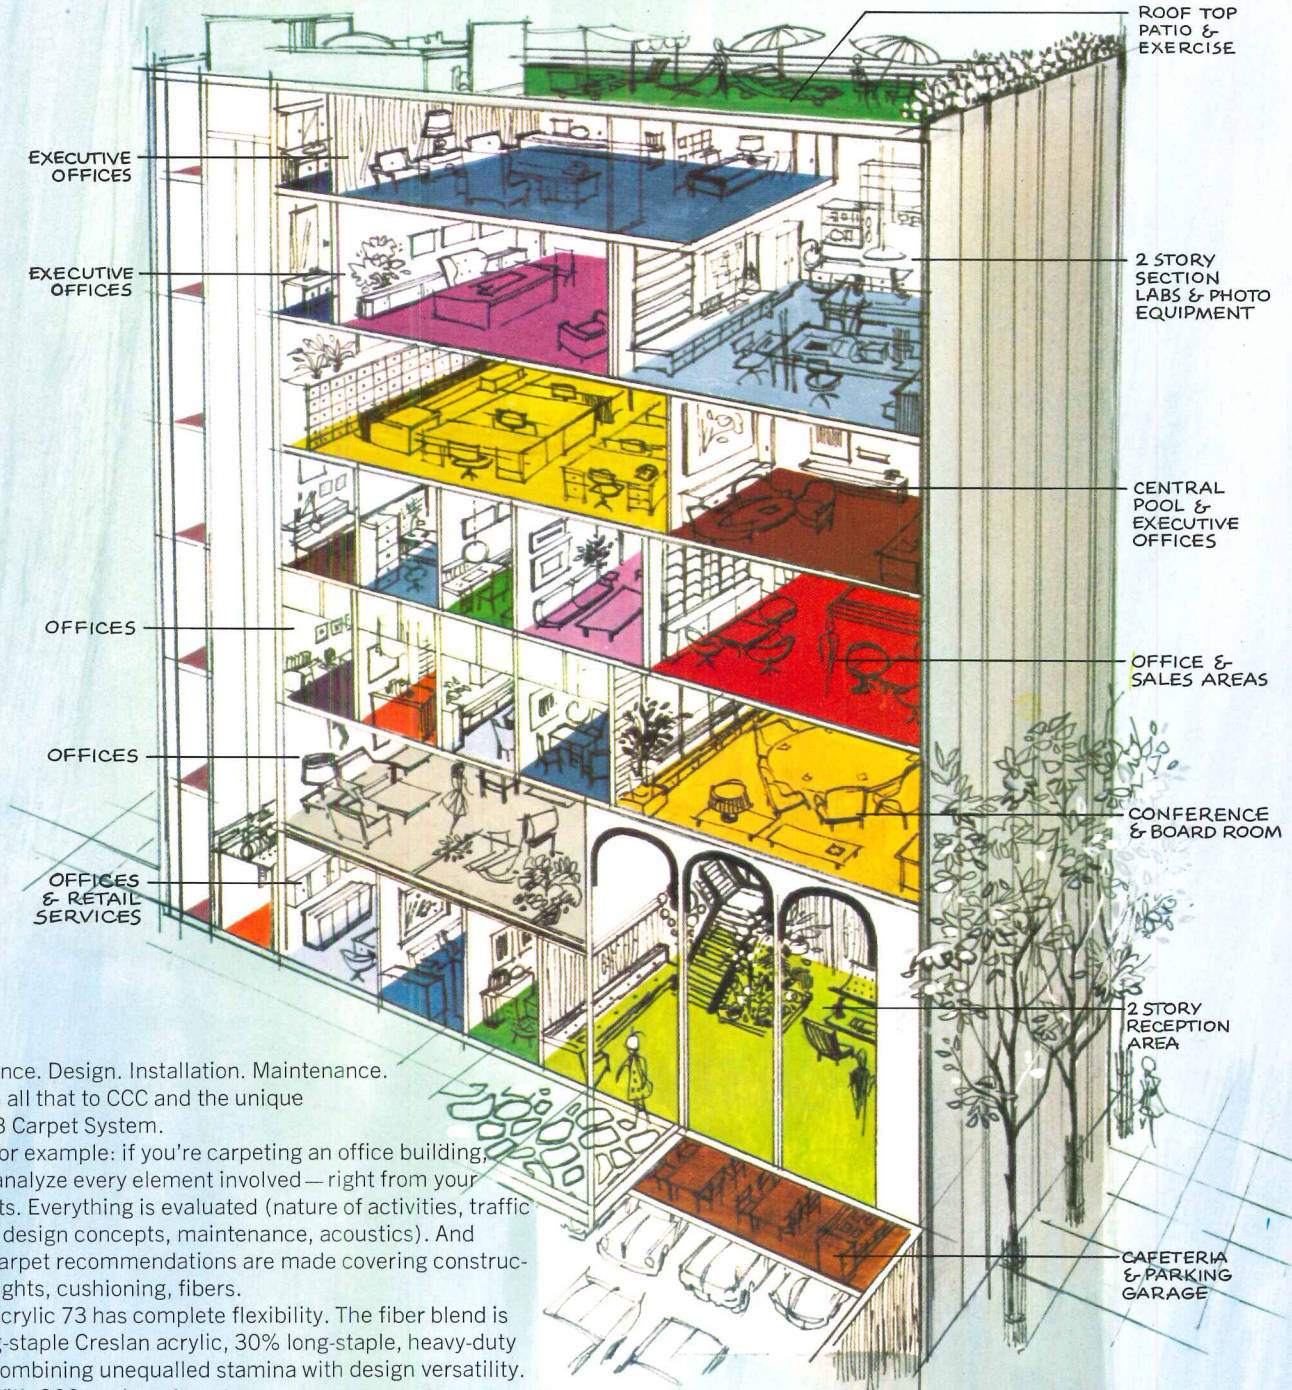 ROOF TOP
PATIO &
EXERCISE
EXECUTIVE
OFFICES
EXECUTIVE
OFFICES
2 STORY
SECTION
LABS & PHOTO
EQUIPMENT
CENTRAL
POOL &
EXECUTIVE
OFFICES
OFFICES
OFFICE &
SALES AREAS
OFFICES
CONFERENCE
& BOARD ROOM
OFFICES
& RETAIL
SERVICES
2 STORY
RECEPTION
AREA
CAFETERIA
& PARKING
GARAGE
nce. Design. Installation. Maintenance.
all that to CCC and the unique
Carpet System.
or example: if you're carpeting an office building,
analyze every element involved — right from your
ts. Everything is evaluated (nature of activities, traffic
design concepts, maintenance, acoustics). And
arpet recommendations are made covering construc-
ghts, cushioning, fibers.
crylic 73 has complete flexibility. The fiber blend is
g-staple Creslan acrylic, 30% long-staple, heavy-duty
ombining unequalled stamina with design versatility.